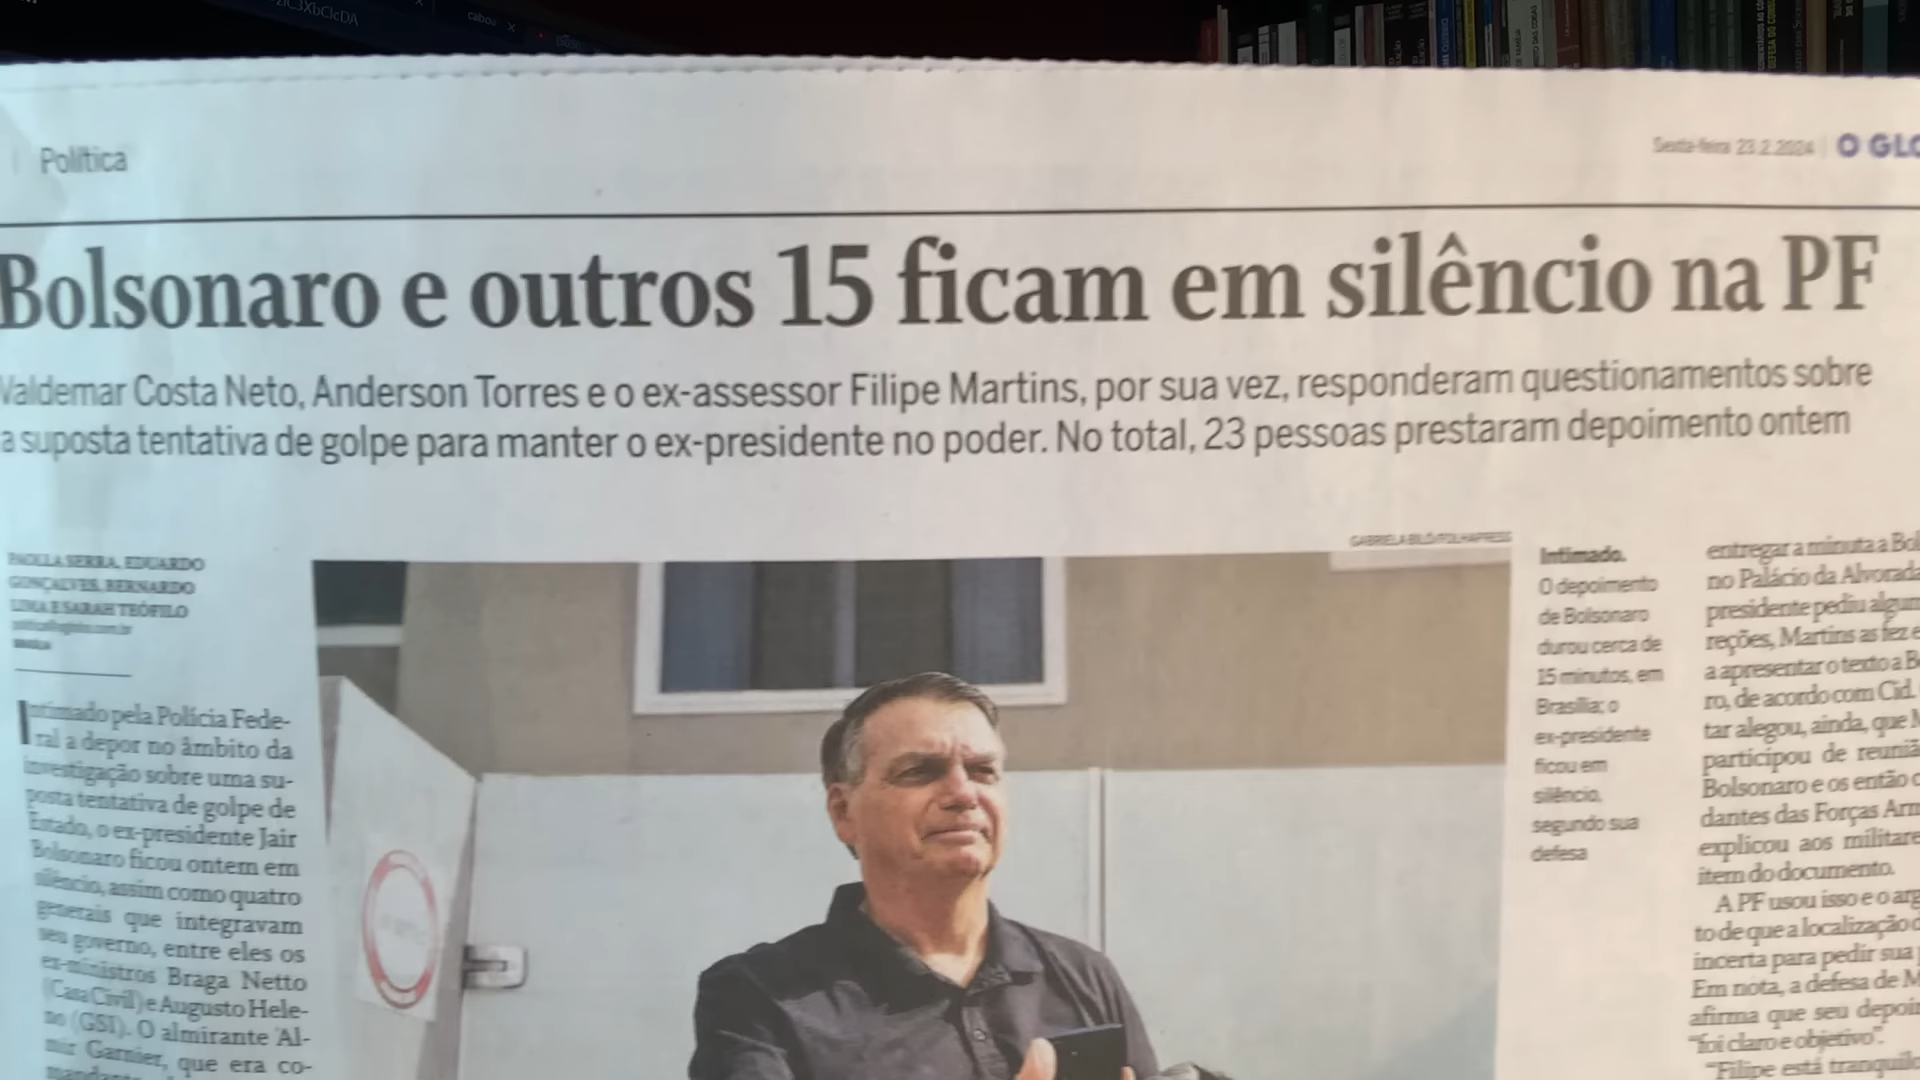 ziC3XbCIcDA
cabou
Política
Sexta-feira 23.2.2024 | O GLO
Bolsonaro e outros 15 ficam em silêncio na PF
Valdemar Costa Neto, Anderson Torres e o ex-assessor Filipe Martins, por sua vez, responderam questionamentos sobre
a suposta tentativa de golpe para manter o ex-presidente no poder. No total, 23 pessoas prestaram depoimento ontem
PAOLLA SERRA, EDUARDO
GONÇALVES, BERNARDO
LIMA E SARAH TEÓFILO
BRASÍLIA
Intimado pela Polícia Fede-
ral a depor no âmbito da
investigação sobre uma su-
posta tentativa de golpe de
Estado, o ex-presidente Jair
Bolsonaro ficou ontem em
silêncio, assim como quatro
generais que integravam
seu governo, entre eles os
ex-ministros Braga Netto
(Casa Civil) e Augusto Hele-
no (GSI). O almirante Al-
mir Garnier, que era co-
GABRIELA BILÓ/FOLHAPRESS
Intimado.
O depoimento
de Bolsonaro
durou cerca de
15 minutos, em
Brasília; o
ex-presidente
ficou em
silêncio,
segundo sua
defesa
entregar a minuta a Bol
no Palácio da Alvorada
presidente pediu algum
reções, Martins as fez e
a apresentar o texto a Bo
ro, de acordo com Cid.
tar alegou, ainda, que M
participou de reuniã
Bolsonaro e os então c
dantes das Forças Arm
explicou aos militare
item do documento.
A PF usou isso e o arg
to de que a localização d
incerta para pedir sua
Em nota, a defesa de M
afirma que seu depoi
"foi claro e objetivo".
"Filipe está tranquilo